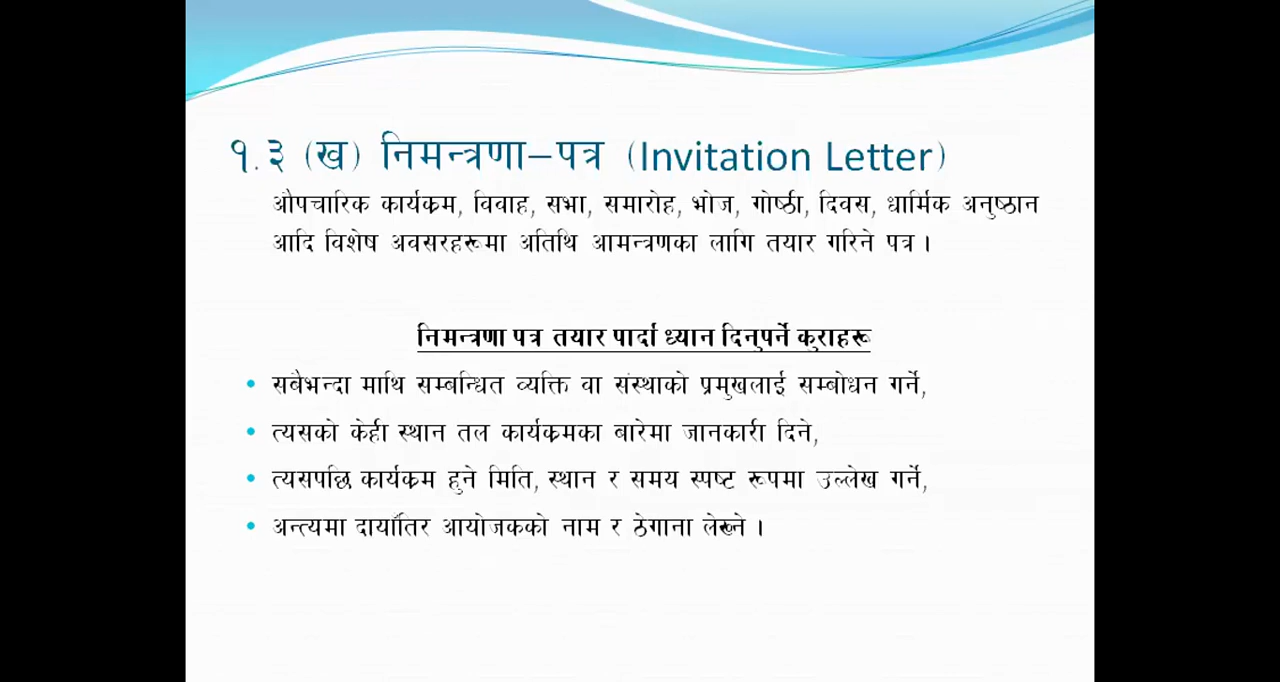 १.३ (ख) निमन्त्रणा–पत्र (Invitation Letter)
औपचारिक कार्यक्रम, विवाह, सभा, समारोह, भोज, गोष्ठी, दिवस, धार्मिक अनुष्ठान
आदि विशेष अवसरहरूमा अतिथि आमन्त्रणका लागि तयार गरिने पत्र ।
निमन्त्रणा पत्र तयार पार्दा ध्यान दिनुपर्ने कुराहरू
• सबैभन्दा माथि सम्बन्धित व्यक्ति वा संस्थाको प्रमुखलाई सम्बोधन गर्ने,
• त्यसको केही स्थान तल कार्यक्रमका बारेमा जानकारी दिने,
• त्यसपछि कार्यक्रम हुने मिति, स्थान र समय स्पष्ट रूपमा उल्लेख गर्ने,
• अन्त्यमा दायाँतिर आयोजकको नाम र ठेगाना लेख्ने ।